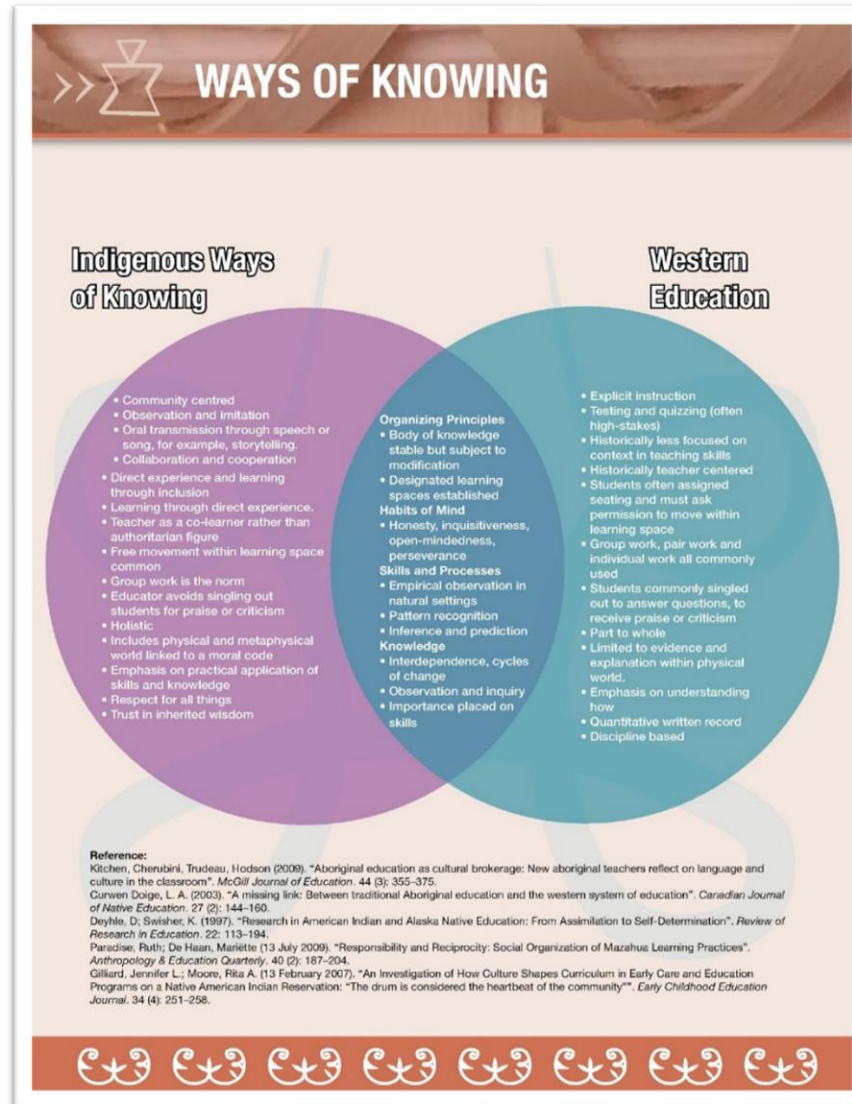 WAYS OF KNOWING
Indigenous Ways
of Knowing
• Community centred
• Observation and imitation
• Oral transmission through speech or
song, for example, storytelling.
• Collaboration and cooperation
• Direct experience and learning
through inclusion
• Learning through direct experience.
• Teacher as a co-learner rather than
authoritarian figure
• Free movement within learning space
common
• Group work is the norm
• Educator avoids singling out
students for praise or criticism
• Holistic
• Includes physical and metaphysical
world linked to a moral code
• Emphasis on practical application of
skills and knowledge
• Respect for all things
• Trust in inherited wisdom
Organizing Principles
• Body of knowledge
stable but subject to
modification
• Designated learning
spaces established
Habits of Mind
• Honesty, inquisitiveness,
open-mindedness,
perseverance
Skills and Processes
• Empirical observation in
natural settings
• Pattern recognition
• Inference and prediction
Knowledge
• Interdependence, cycles
of change
• Observation and inquiry
• Importance placed on
skills
Western
Education
• Explicit instruction
• Testing and quizzing (often
high-stakes)
• Historically less focused on
context in teaching skills
• Historically teacher centered
• Students often assigned
seating and must ask
permission to move within
learning space
• Group work, pair work and
individual work all commonly
used
• Students commonly singled
out to answer questions, to
receive praise or criticism
• Part to whole
• Limited to evidence and
explanation within physical
world.
• Emphasis on understanding
how
• Quantitative written record
• Discipline based
Reference:
Kitchen, Cherubini, Trudeau, Hodson (2009). "Aboriginal education as cultural brokerage: New aboriginal teachers reflect on language and
culture in the classroom". McGill Journal of Education. 44 (3): 355–375.
Curwen Doige, L. A. (2003). "A missing link: Between traditional Aboriginal education and the western system of education". Canadian Journal
of Native Education. 27 (2): 144–160.
Deyhle, D; Swisher, K. (1997). "Research in American Indian and Alaska Native Education: From Assimilation to Self-Determination". Review of
Research in Education. 22: 113–194.
Paradise, Ruth; De Haan, Mariëtte (13 July 2009). "Responsibility and Reciprocity: Social Organization of Mazahua Learning Practices".
Anthropology & Education Quarterly. 40 (2): 187–204.
Gilliard, Jennifer L.; Moore, Rita A. (13 February 2007). "An Investigation of How Culture Shapes Curriculum in Early Care and Education
Programs on a Native American Indian Reservation: "The drum is considered the heartbeat of the community"". Early Childhood Education
Journal. 34 (4): 251–258.